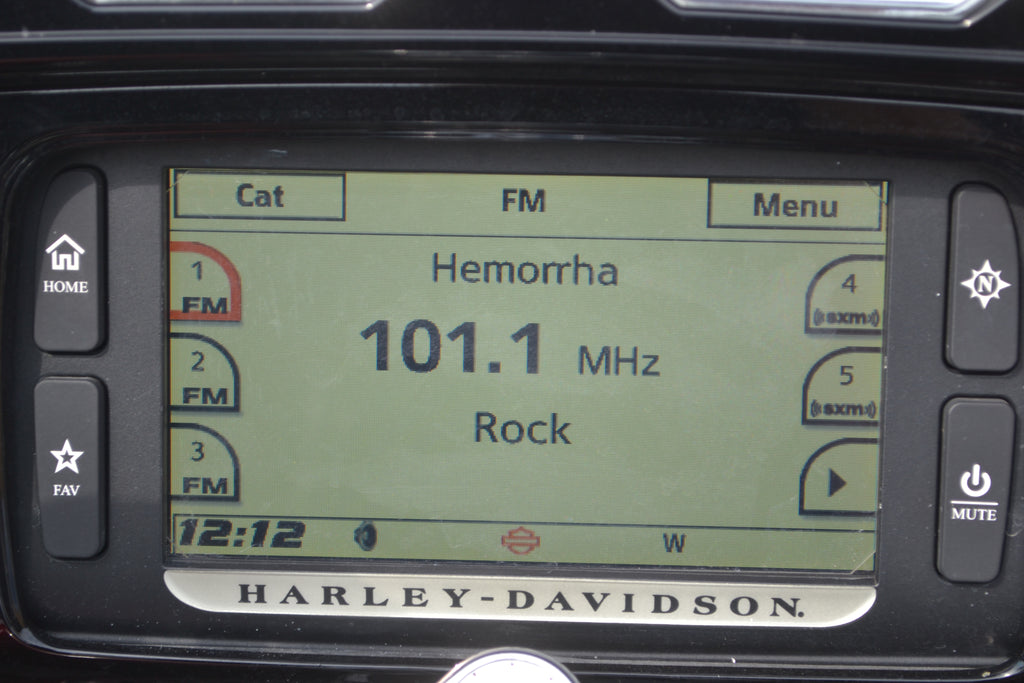 Cat FM Menu
HOME
1 FM
Hemorrha
4 sxm
N
101.1 MHz
2 FM
5 sxm
Rock
3 FM
FAV
MUTE
12:12 W
HARLEY-DAVIDSON.